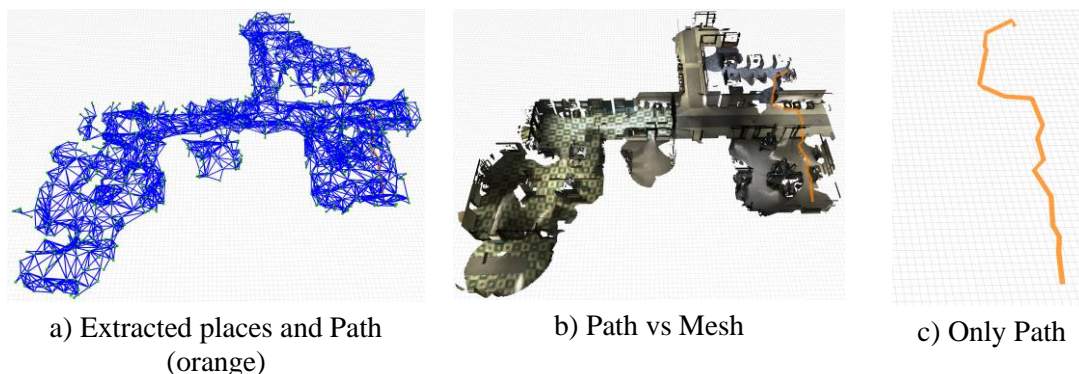 a) Extracted places and Path
(orange)
b) Path vs Mesh
c) Only Path